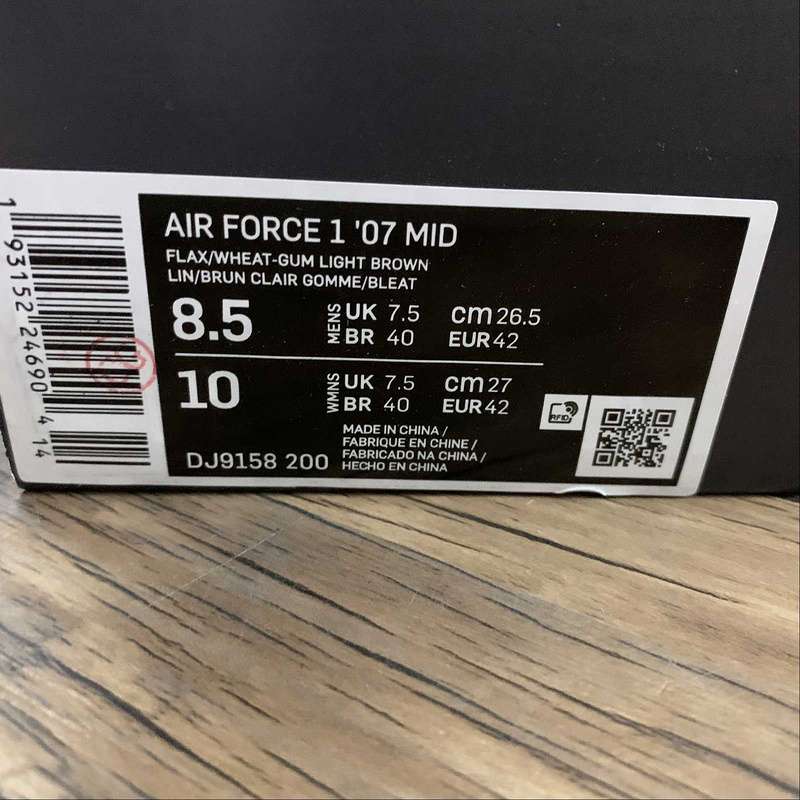 AIR FORCE 1 '07 MID
FLAX/WHEAT-GUM LIGHT BROWN
LIN/BRUN CLAIR GOMME/BLEAT
8.5 MENS UK 7.5 cm 26.5
BR 40 EUR 42
10 WMNS UK 7.5 cm 27
BR 40 EUR 42
MADE IN CHINA /
FABRIQUE EN CHINE /
FABRICADO NA CHINA /
HECHO EN CHINA
DJ9158 200
RFID
1 93152 24690 4 14